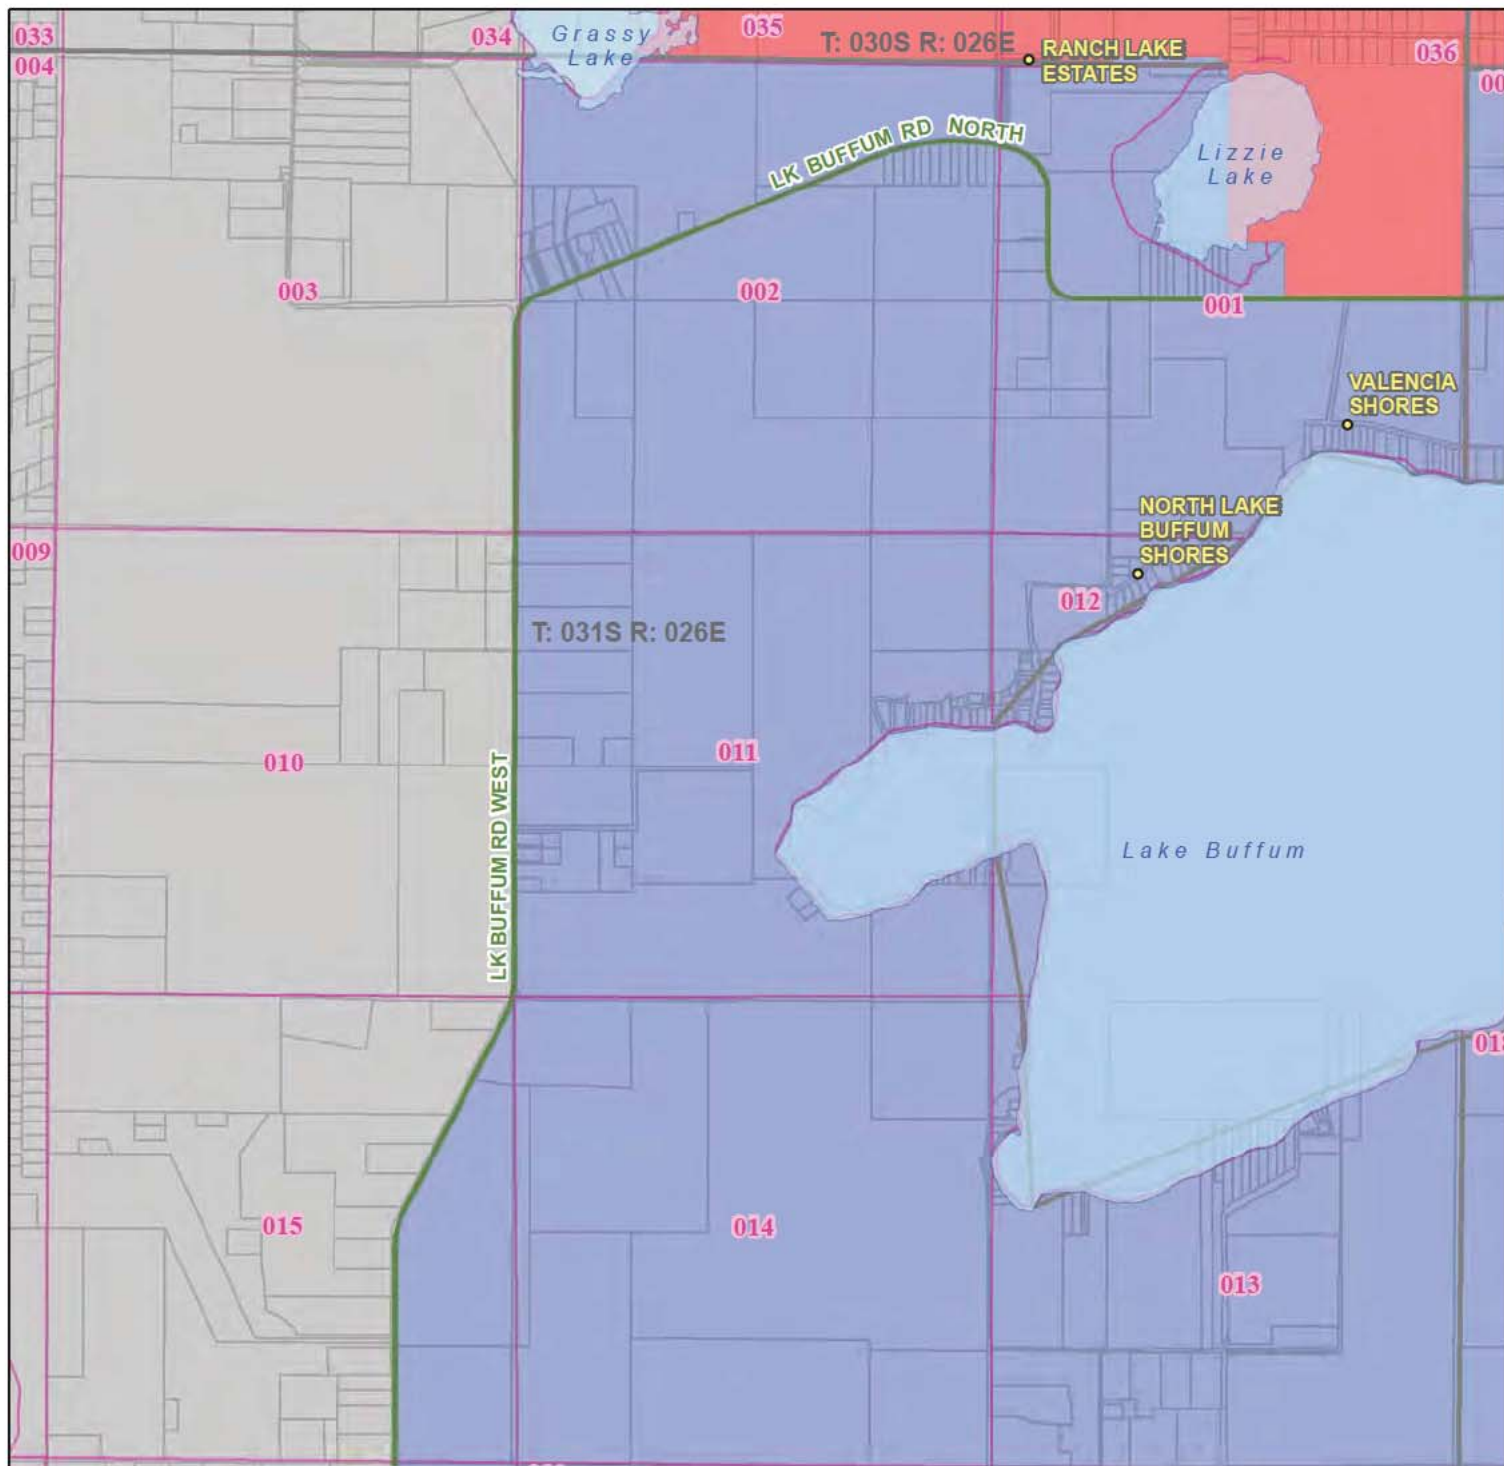 033
034
Grassy
Lake
035
T: 030S R: 026E
RANCH LAKE
ESTATES
036
004
LK BUFFUM RD NORTH
Lizzie
Lake
003
002
001
VALENCIA
SHORES
NORTH LAKE
BUFFUM
SHORES
009
012
T: 031S R: 026E
010
LK BUFFUM RD WEST
011
Lake Buffum
015
014
013